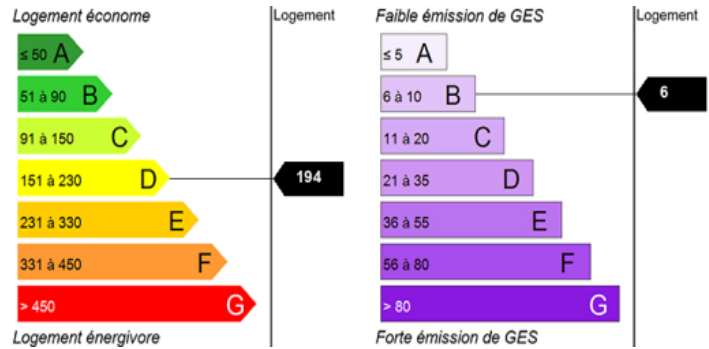 Logement économe
Logement
≤ 50 A
51 à 90 B
91 à 150 C
151 à 230 D
194
231 à 330 E
331 à 450 F
> 450 G
Logement énergivore
Faible émission de GES
Logement
≤ 5 A
6 à 10 B
6
11 à 20 C
21 à 35 D
36 à 55 E
56 à 80 F
> 80 G
Forte émission de GES